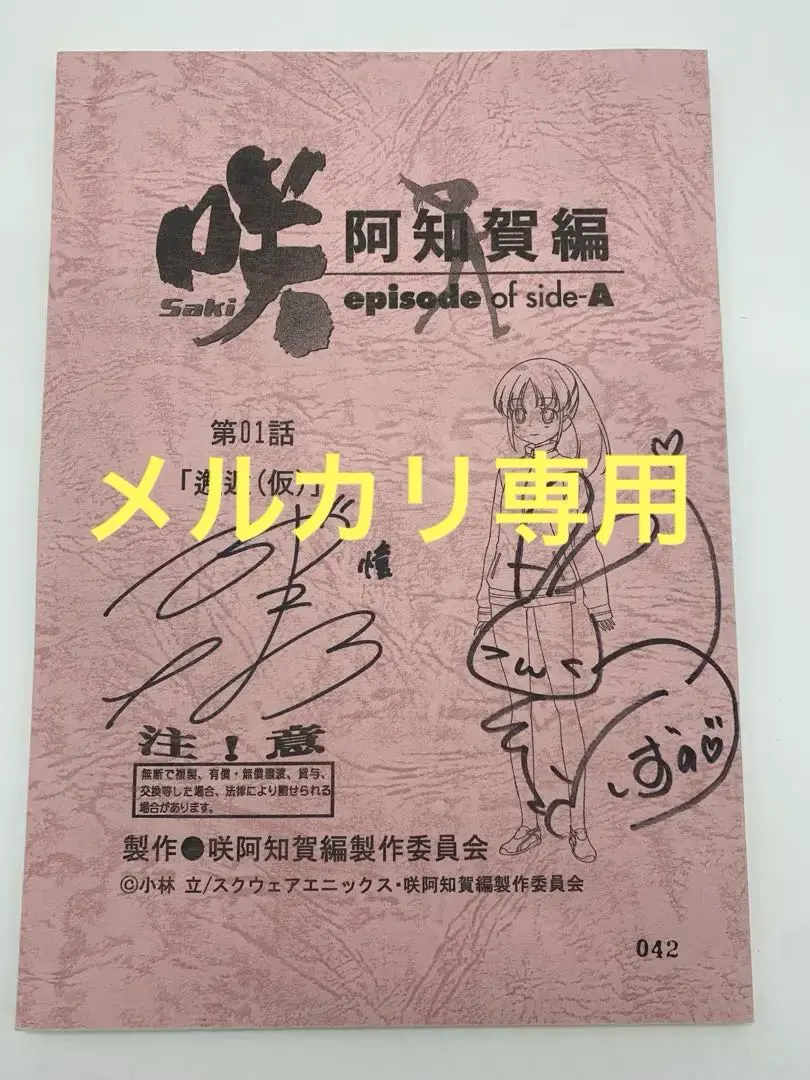 咲 阿知賀編
Saki episode of side-A
第01話
「邂逅(仮)」
メルカリ専用
憧
ずの
注!意
無断で複製、有償・無償譲渡、貸与、
交換等した場合、法律により罰せられる
場合があります。
製作●咲阿知賀編製作委員会
©小林 立/スクウェアエニックス・咲阿知賀編製作委員会
042